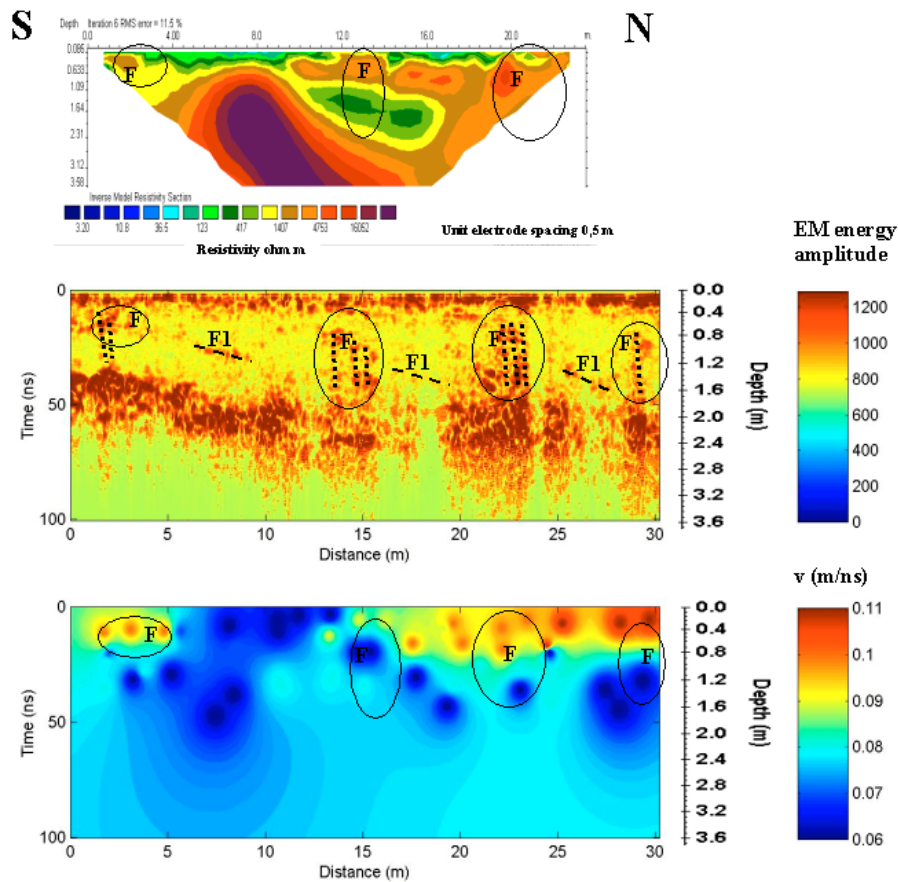 S
N
Depth Iteration 6 RMS error = 11.5 %
0.0 4.00 8.0 12.0 16.0 20.0 m.
0.085
0.633
1.09
1.64
2.31
3.12
3.58
F F F
Inverse Model Resistivity Section
3.20 10.8 36.5 123 417 1407 4753 16052
Resistivity ohm m
Unit electrode spacing 0,5 m
EM energy
amplitude
F F1 F F1 F F1 F
0
50
100
Time (ns)
0 5 10 15 20 25 30
Distance (m)
0.0
0.4
0.8
1.2
1.6
2.0
2.4
2.8
3.2
3.6
Depth (m)
1200
1000
800
600
400
200
0
v (m/ns)
F F F F
0
50
100
Time (ns)
0 5 10 15 20 25 30
Distance (m)
0.0
0.4
0.8
1.2
1.6
2.0
2.4
2.8
3.2
3.6
Depth (m)
0.11
0.1
0.09
0.08
0.07
0.06